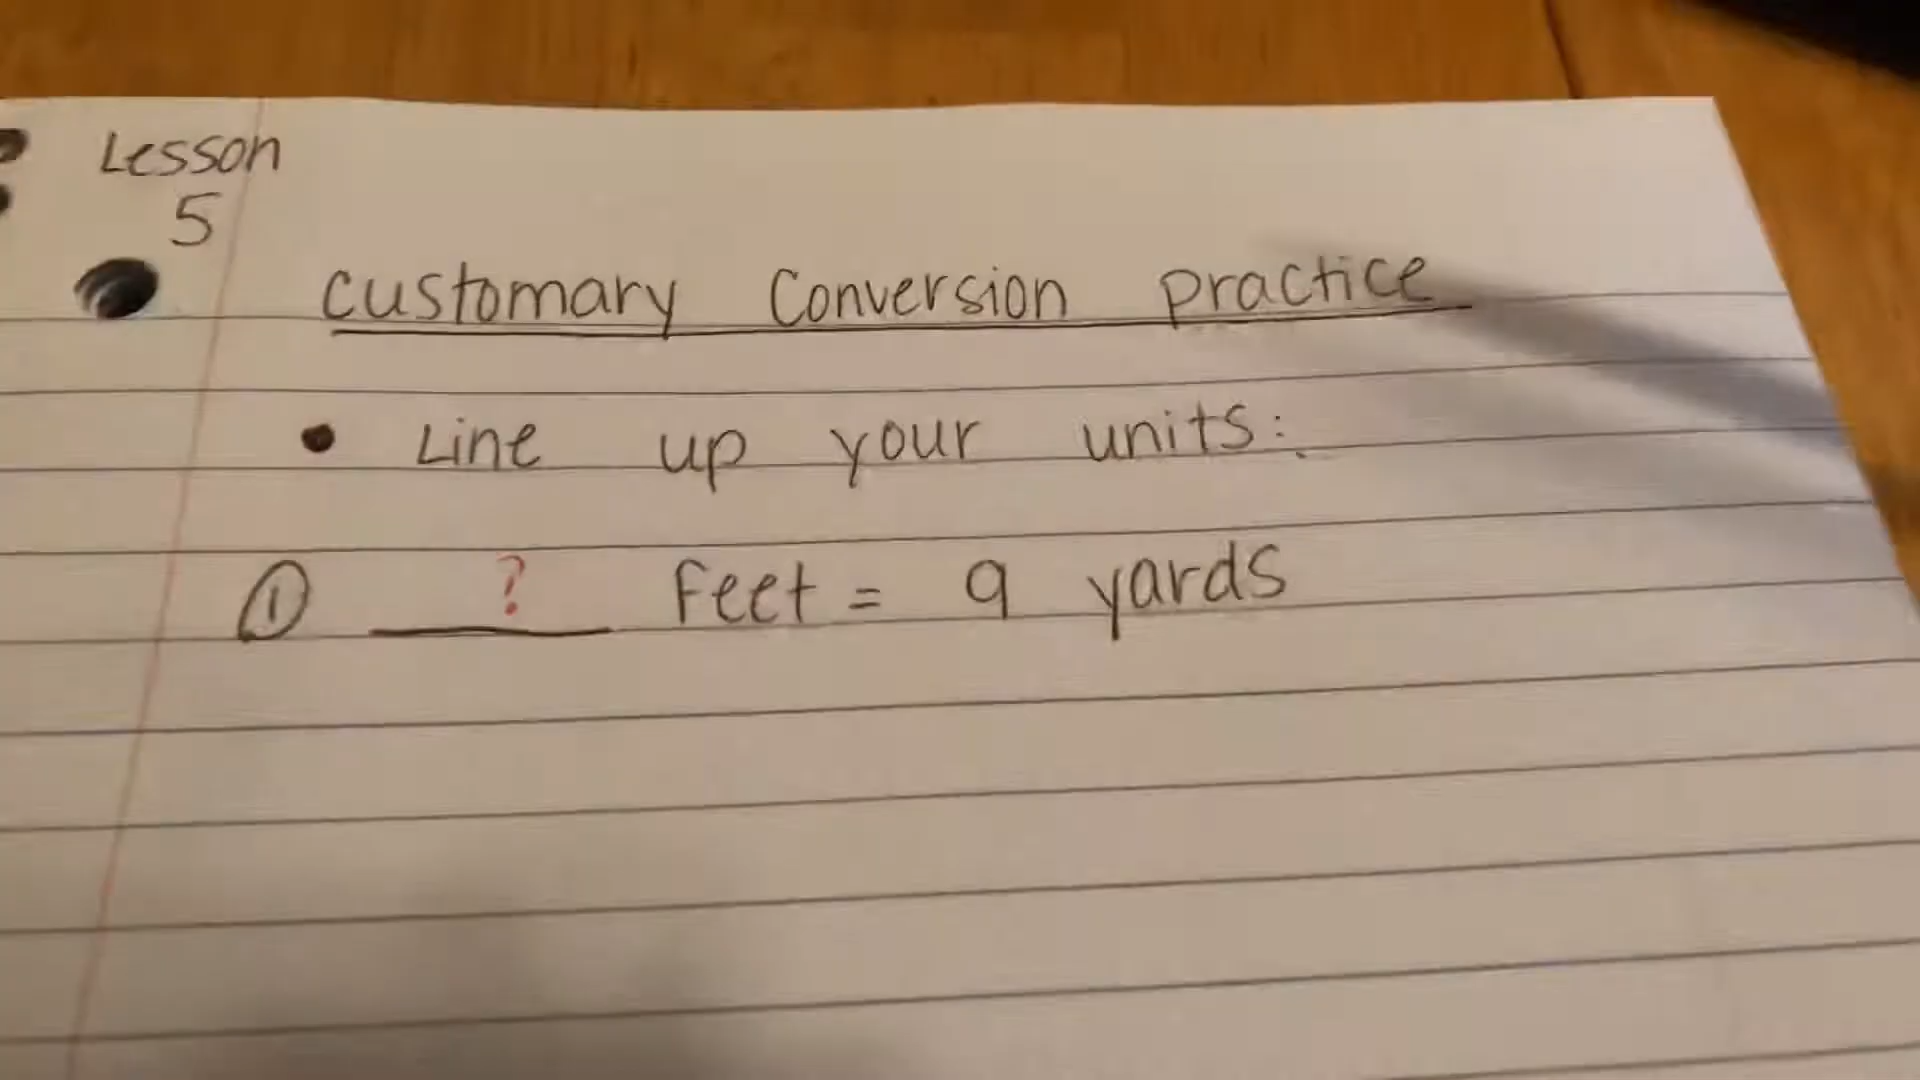 Lesson
5
Customary Conversion Practice
• Line up your units:
① ? Feet = 9 yards